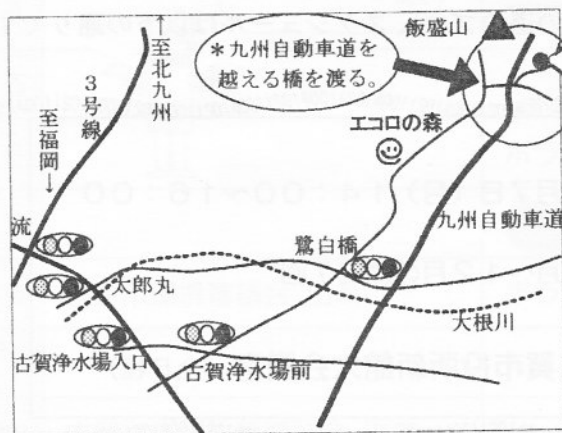 飯盛山
↑至北九州
*九州自動車道を
越える橋を渡る。
3号線
至福岡↓
エコロの森
流
九州自動車道
鷺白橋
太郎丸
大根川
古賀浄水場入口
古賀浄水場前